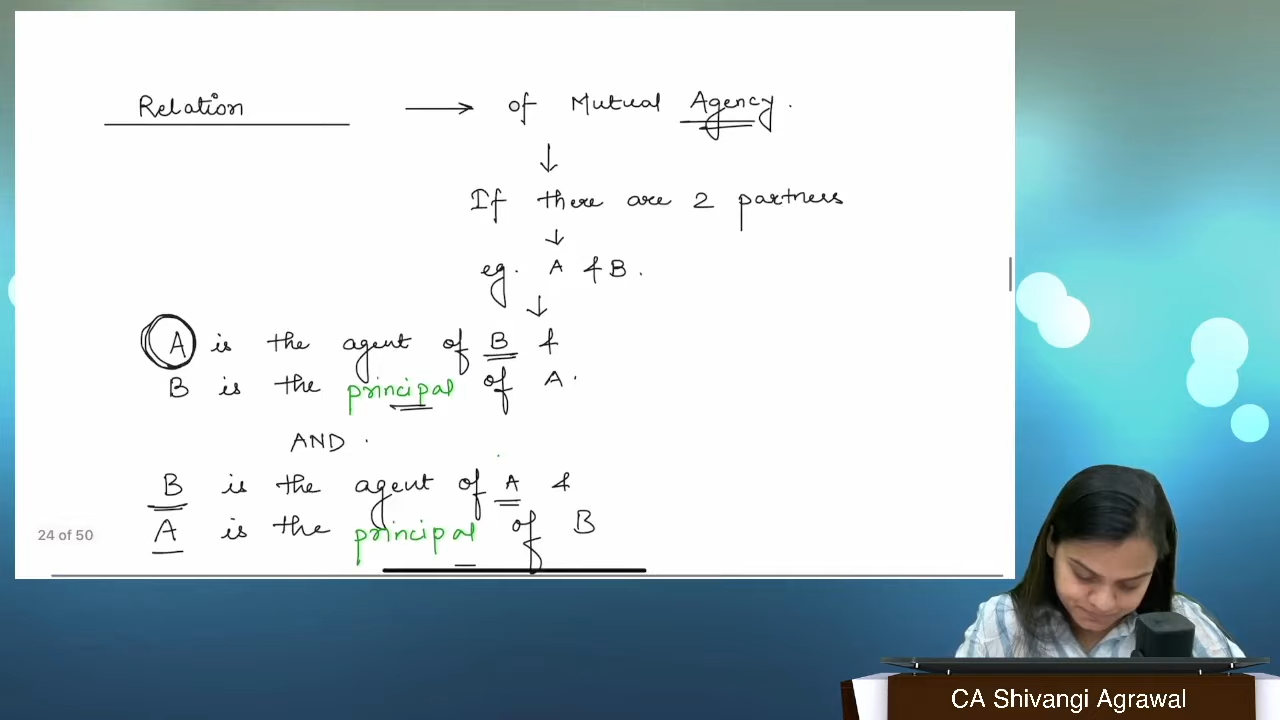 Relation → of Mutual Agency.
↓
If there are 2 partners
↓
eg. A & B.
↓
A is the agent of B &
B is the principal of A.
AND.
B is the agent of A &
A is the principal of B
24 of 50
CA Shivangi Agrawal